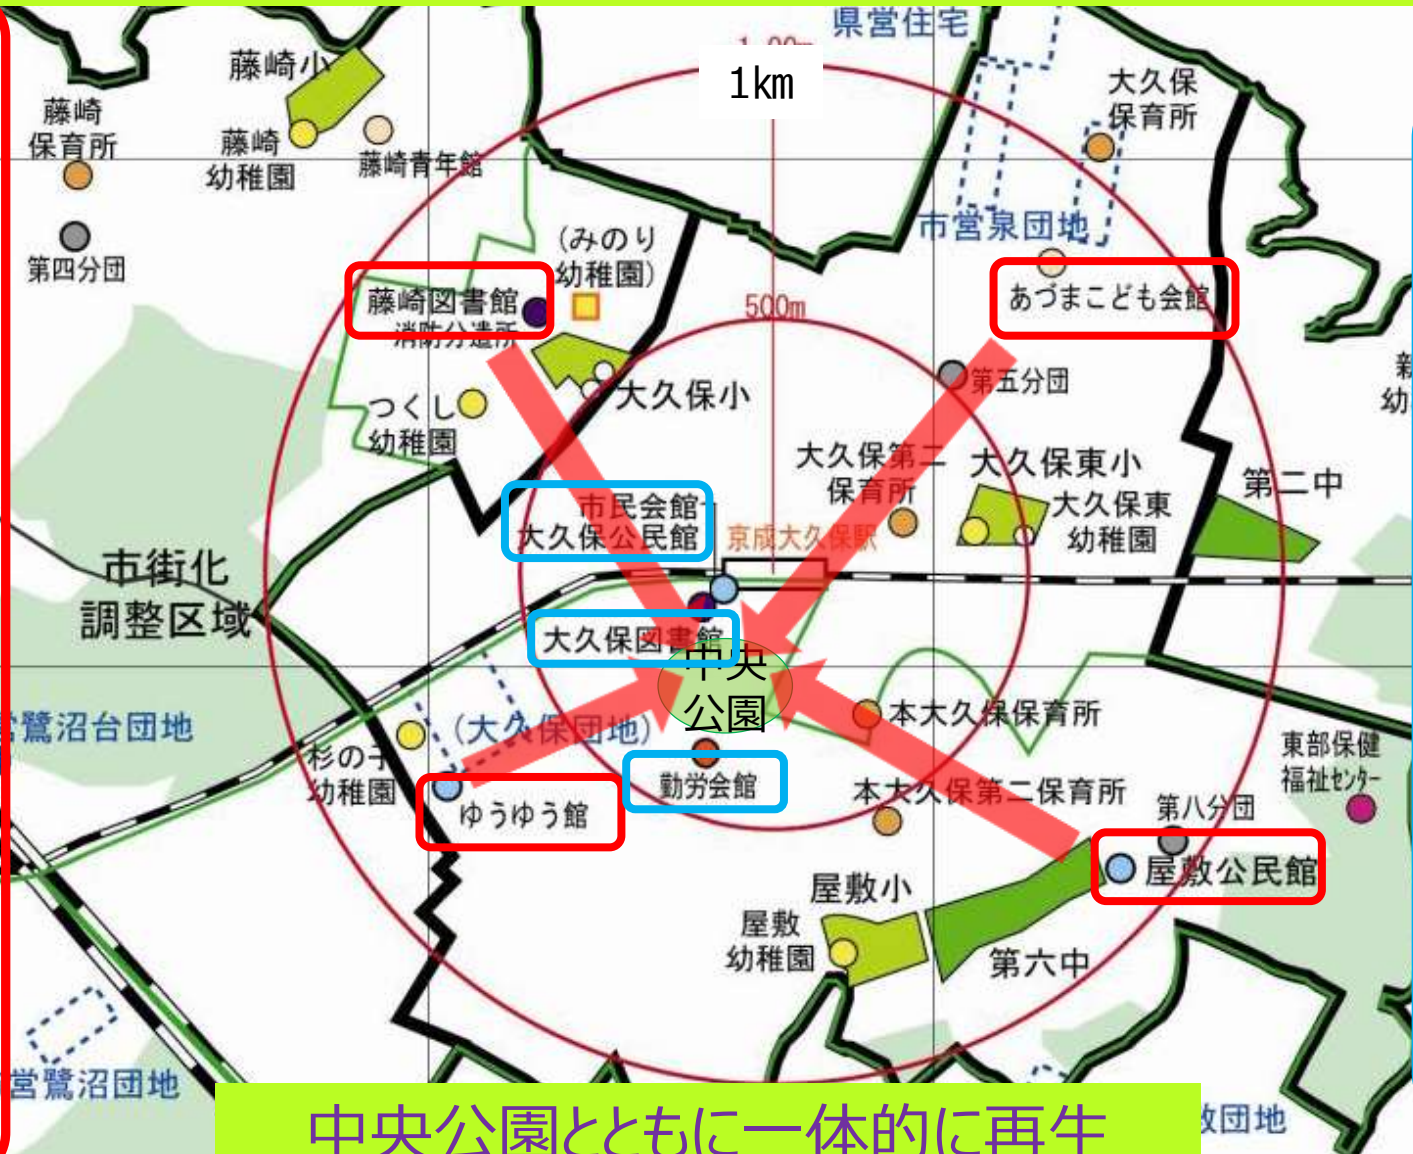 県営住宅
1km
藤崎小
大久保
保育所
藤崎
保育所
藤崎
幼稚園
藤崎青年館
第四分団
(みのり
幼稚園)
市営泉団地
藤崎図書館
消防分遣所
500m
あづまこども会館
第五分団
大久保小
つくし
幼稚園
大久保第二
保育所
大久保東小
大久保東
幼稚園
第二中
市民会館
大久保公民館
京成大久保駅
市街化
調整区域
大久保図書館
中央
公園
鷺沼台団地
(大久保団地)
本大久保保育所
杉の子
幼稚園
勤労会館
ゆうゆう館
本大久保第二保育所
東部保健
福祉センター
第八分団
屋敷公民館
屋敷小
屋敷
幼稚園
第六中
営鷺沼団地
中央公園とともに一体的に再生
団地